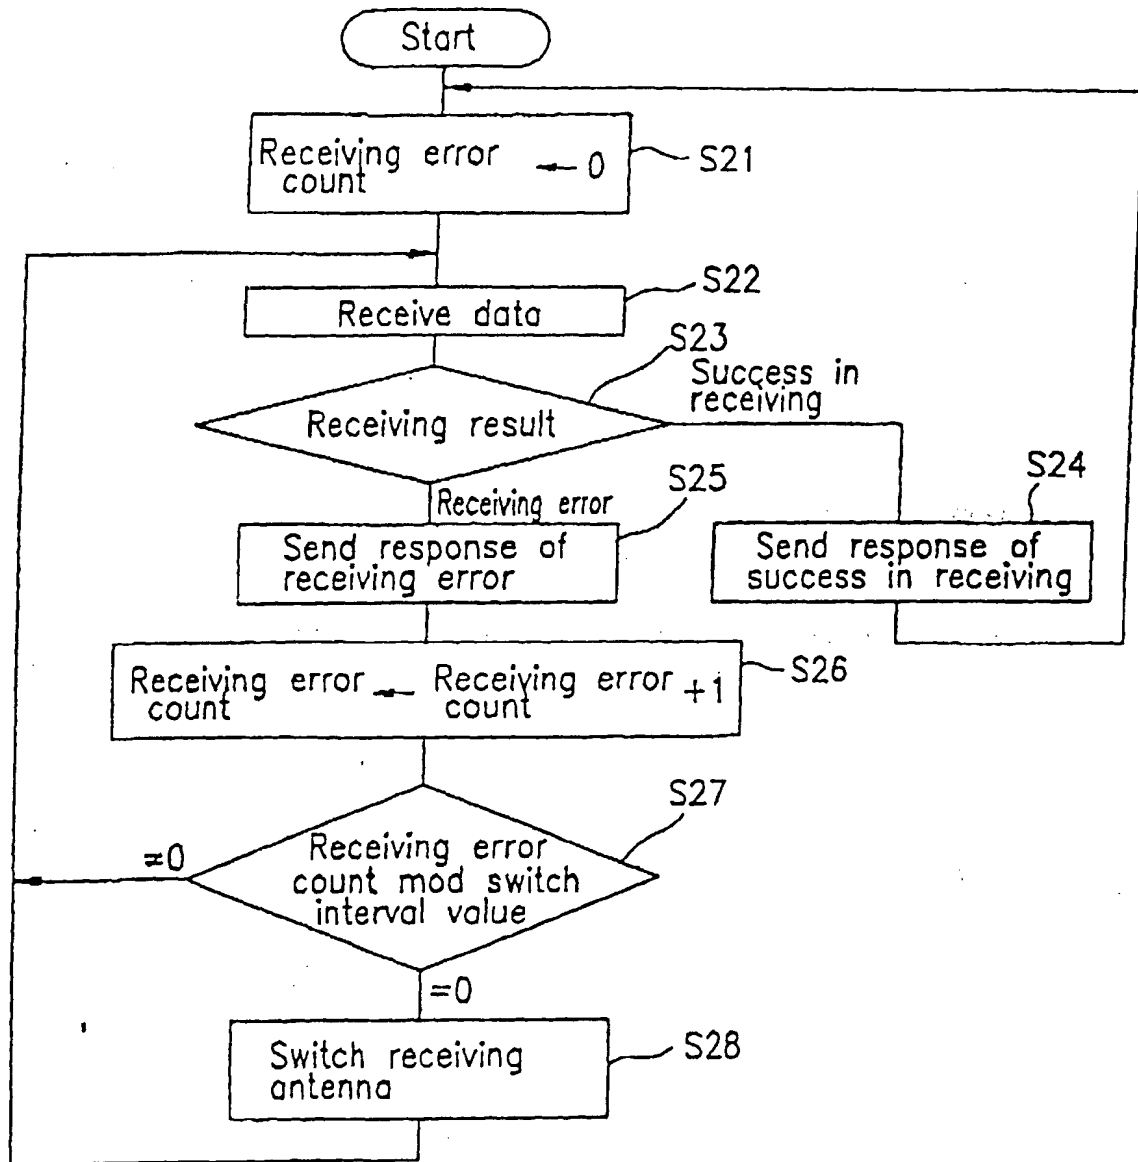 Start
Receiving error
count
← 0
S21
Receive data
S22
Receiving result
S23
Success in
receiving
Receiving error
Send response of
receiving error
S25
Send response of
success in receiving
S24
Receiving error
count
←
Receiving error
count
+1
S26
Receiving error
count mod switch
interval value
S27
≠0
=0
Switch receiving
antenna
S28